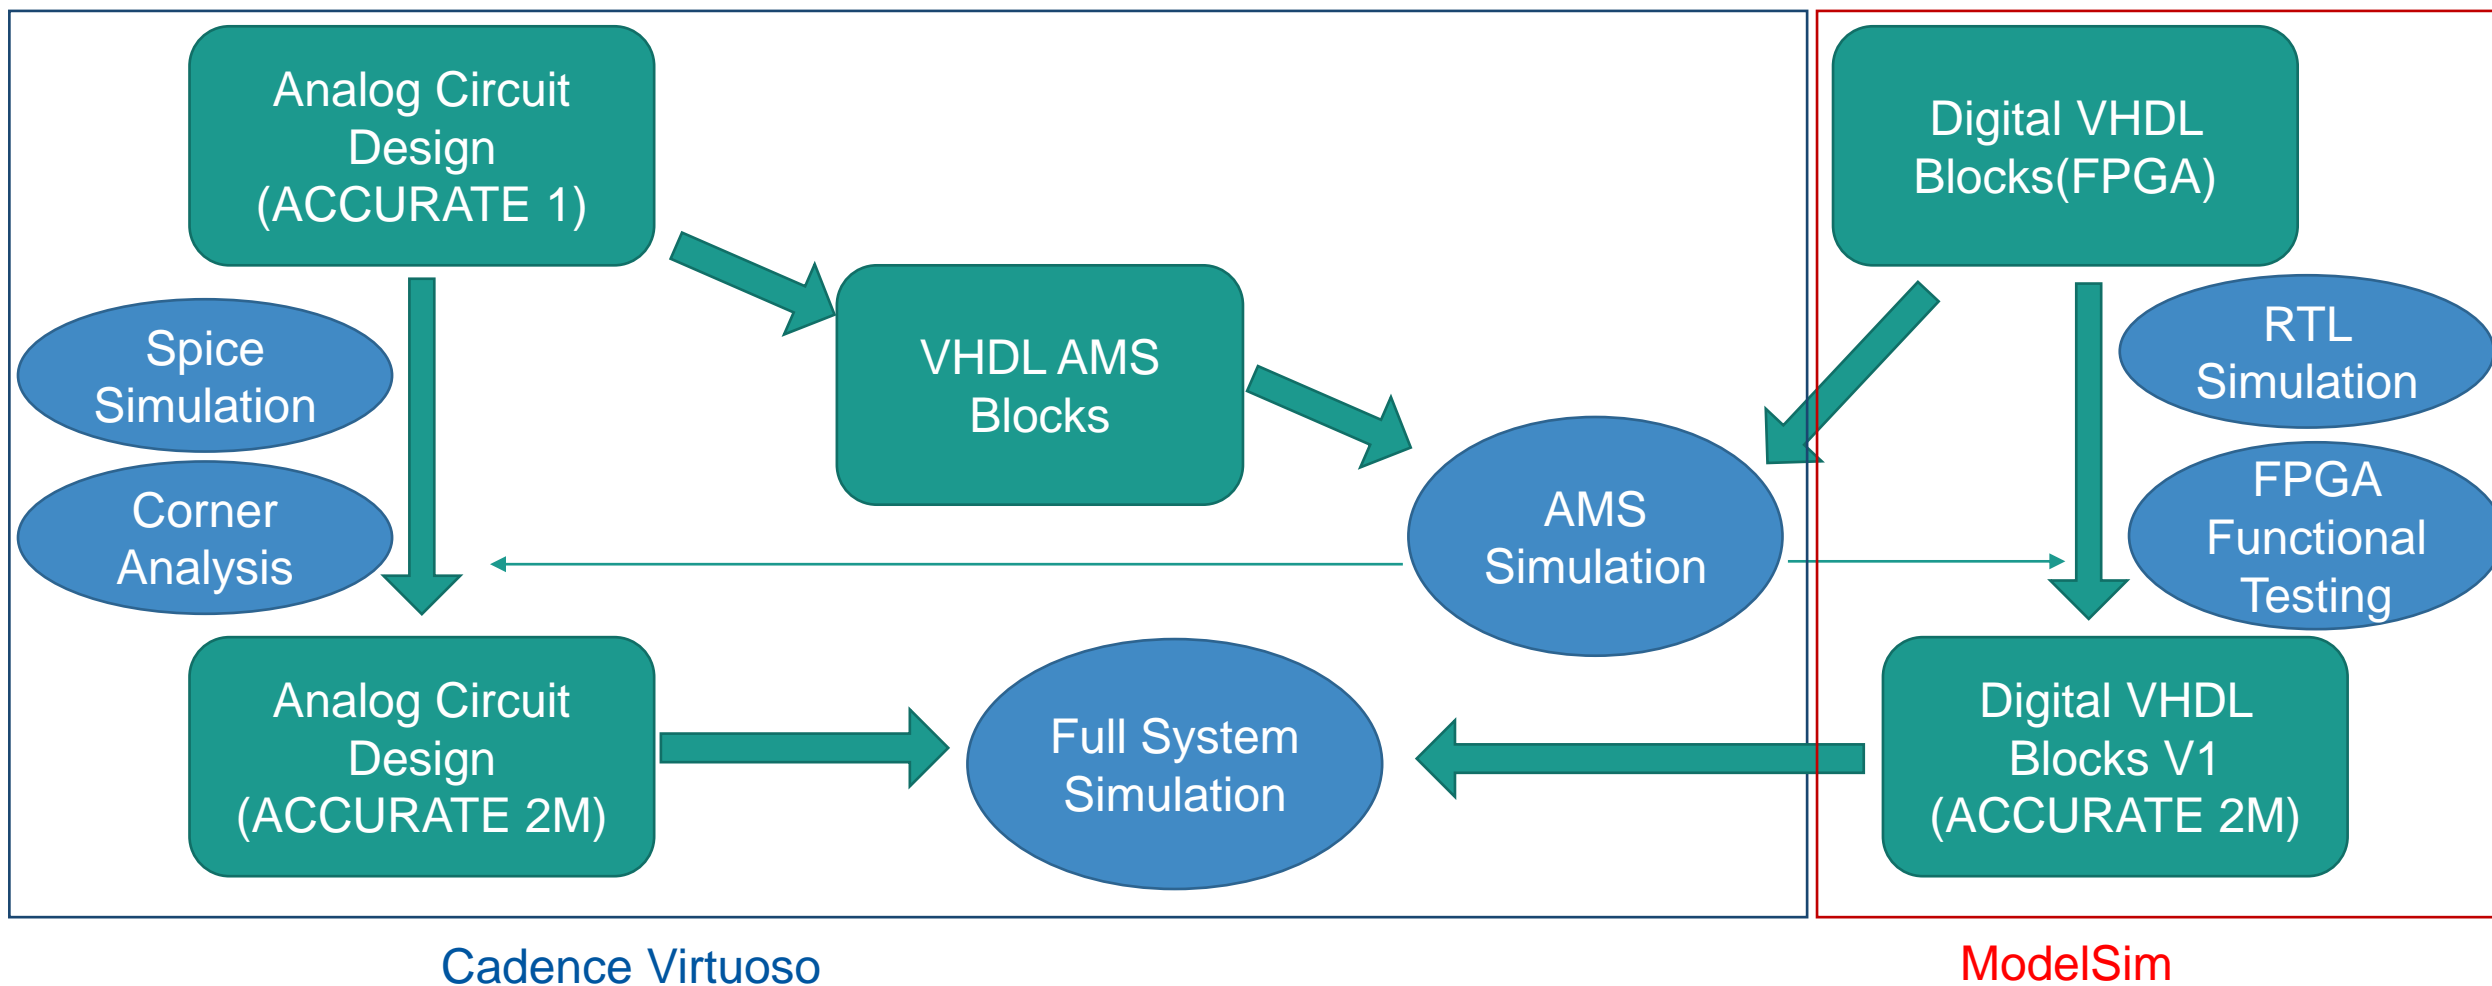 Analog Circuit
Design
(ACCURATE 1)
Digital VHDL
Blocks(FPGA)
Spice
Simulation
VHDL AMS
Blocks
RTL
Simulation
Corner
Analysis
AMS
Simulation
FPGA
Functional
Testing
Analog Circuit
Design
(ACCURATE 2M)
Full System
Simulation
Digital VHDL
Blocks V1
(ACCURATE 2M)
Cadence Virtuoso
ModelSim